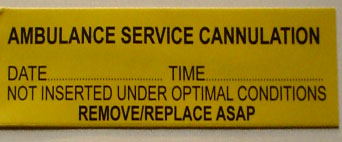 AMBULANCE SERVICE CANNULATION
DATE............................ TIME............................
NOT INSERTED UNDER OPTIMAL CONDITIONS
REMOVE/REPLACE ASAP